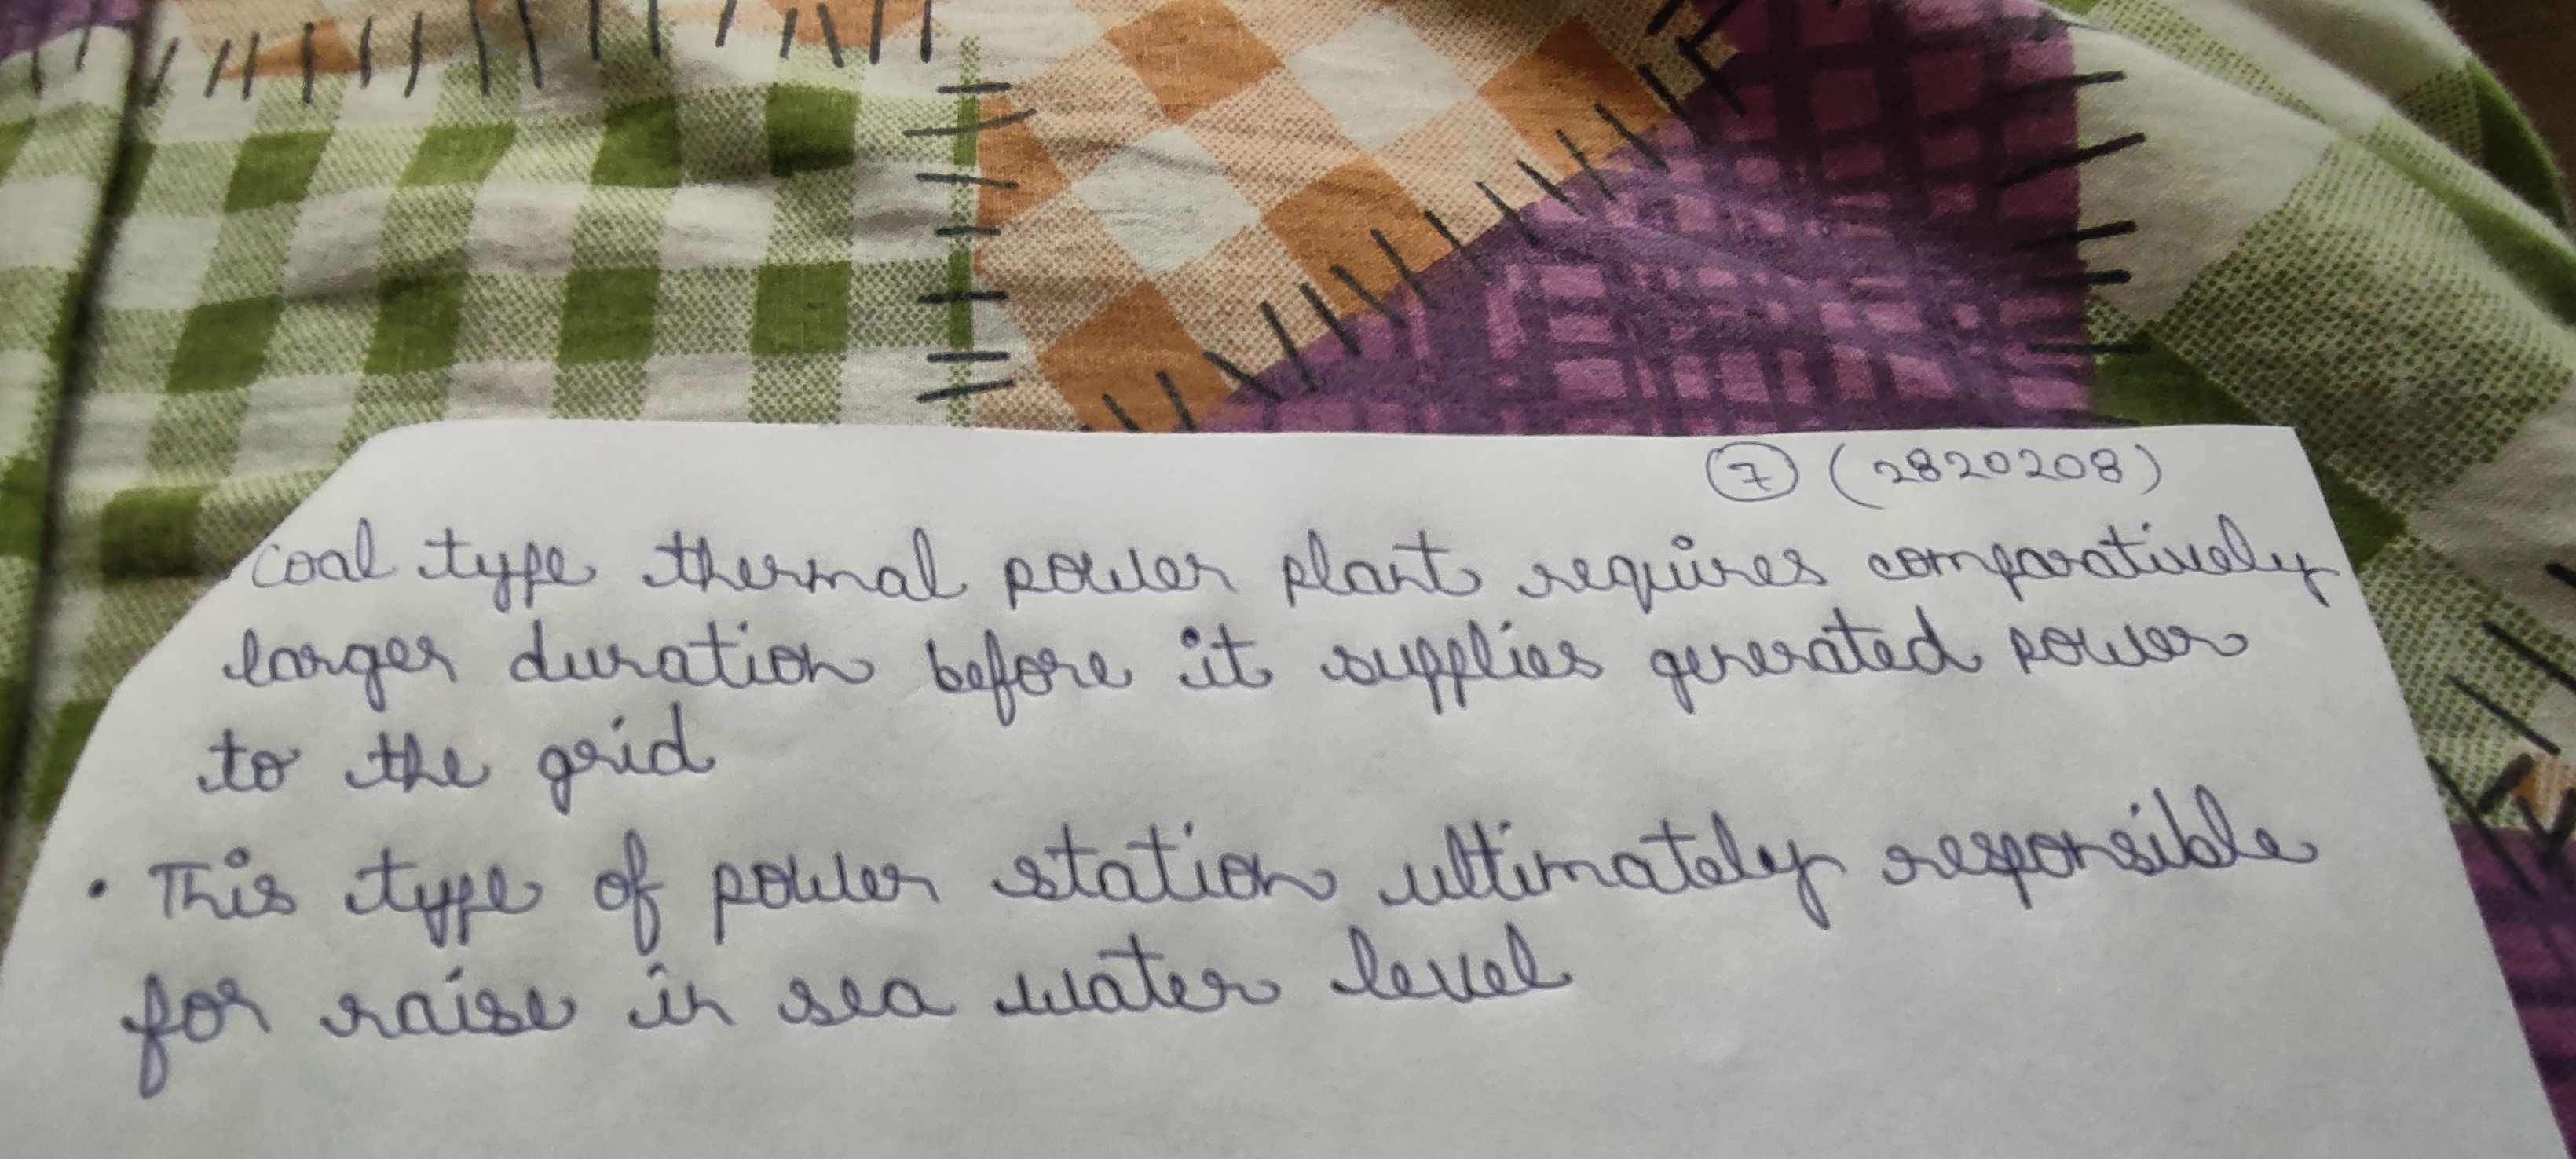 ⑦ (2820208)
Coal type thermal power plant requires comparatively
larger duration before it supplies generated power
to the grid
• This type of power station ultimately responsible
for raise in sea water level